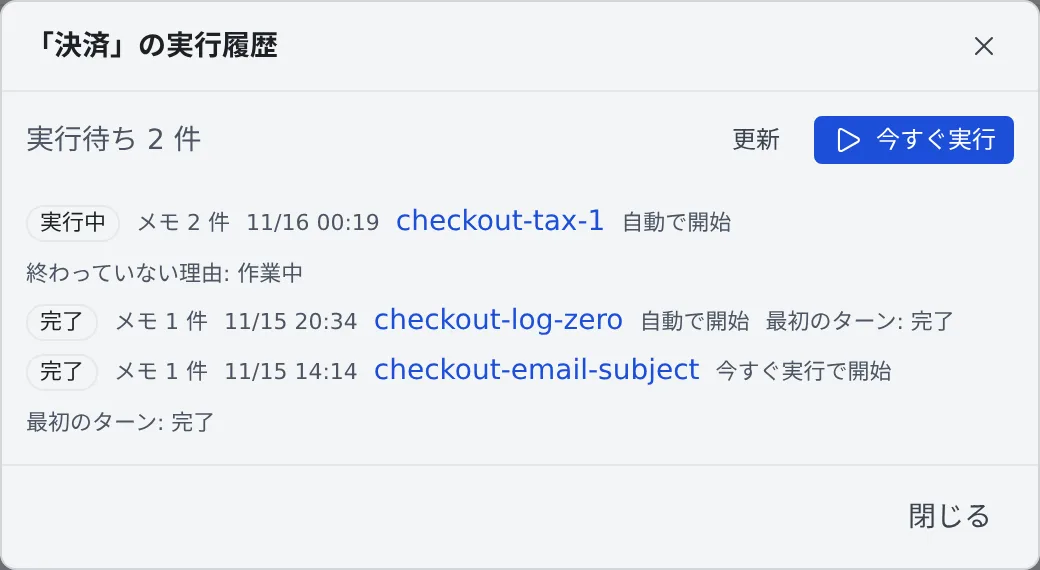 「決済」の実行履歴
実行待ち 2 件 更新 今すぐ実行
実行中 メモ 2 件 11/16 00:19 checkout-tax-1 自動で開始
終わっていない理由: 作業中
完了 メモ 1 件 11/15 20:34 checkout-log-zero 自動で開始 最初のターン: 完了
完了 メモ 1 件 11/15 14:14 checkout-email-subject 今すぐ実行で開始
最初のターン: 完了
閉じる